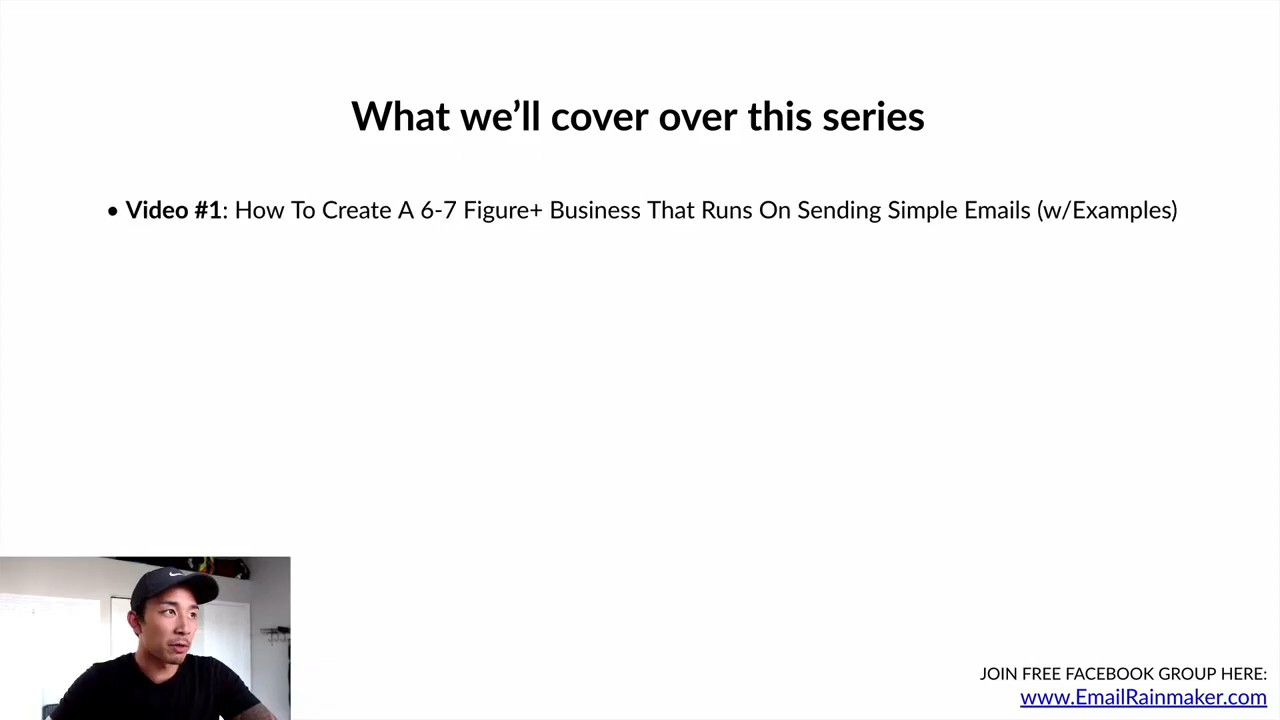 What we’ll cover over this series
• Video #1: How To Create A 6-7 Figure+ Business That Runs On Sending Simple Emails (w/Examples)
JOIN FREE FACEBOOK GROUP HERE:
www.EmailRainmaker.com